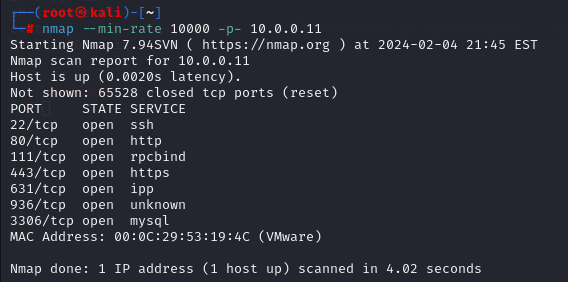 ┌──(root㉿kali)-[~]
└─# nmap --min-rate 10000 -p- 10.0.0.11
Starting Nmap 7.94SVN ( https://nmap.org ) at 2024-02-04 21:45 EST
Nmap scan report for 10.0.0.11
Host is up (0.0020s latency).
Not shown: 65528 closed tcp ports (reset)
PORT     STATE SERVICE
22/tcp   open  ssh
80/tcp   open  http
111/tcp  open  rpcbind
443/tcp  open  https
631/tcp  open  ipp
936/tcp  open  unknown
3306/tcp open  mysql
MAC Address: 00:0C:29:53:19:4C (VMware)
Nmap done: 1 IP address (1 host up) scanned in 4.02 seconds